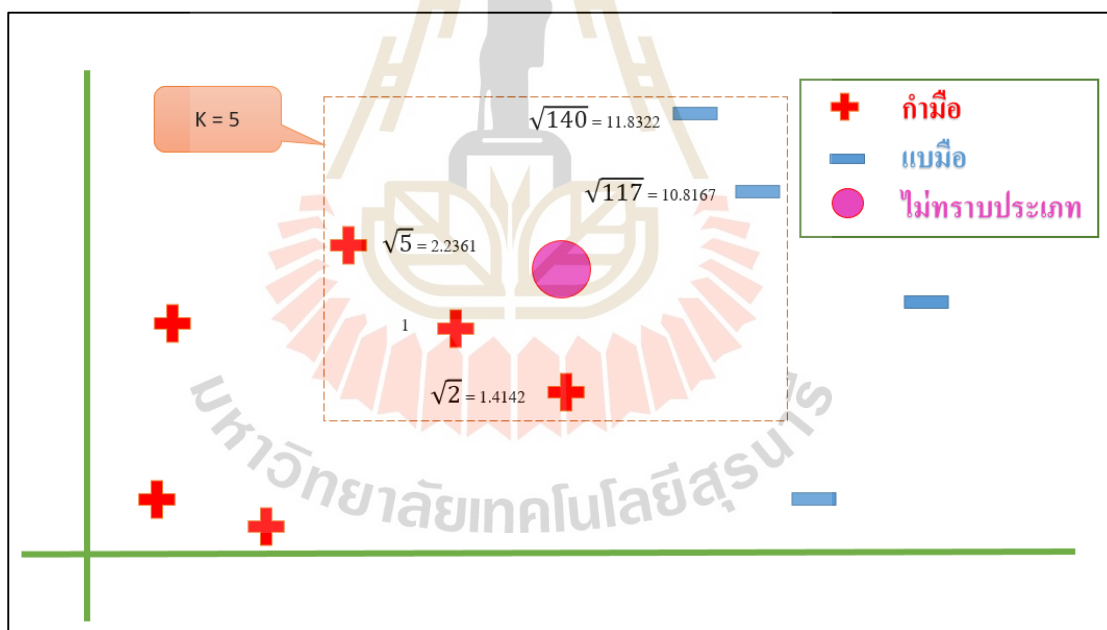 K = 5
√140 = 11.8322
√117 = 10.8167
√5 = 2.2361
1
√2 = 1.4142
กำมือ
แบมือ
ไม่ทราบประเภท
มหาวิทยาลัยเทคโนโลยีสุรนารี